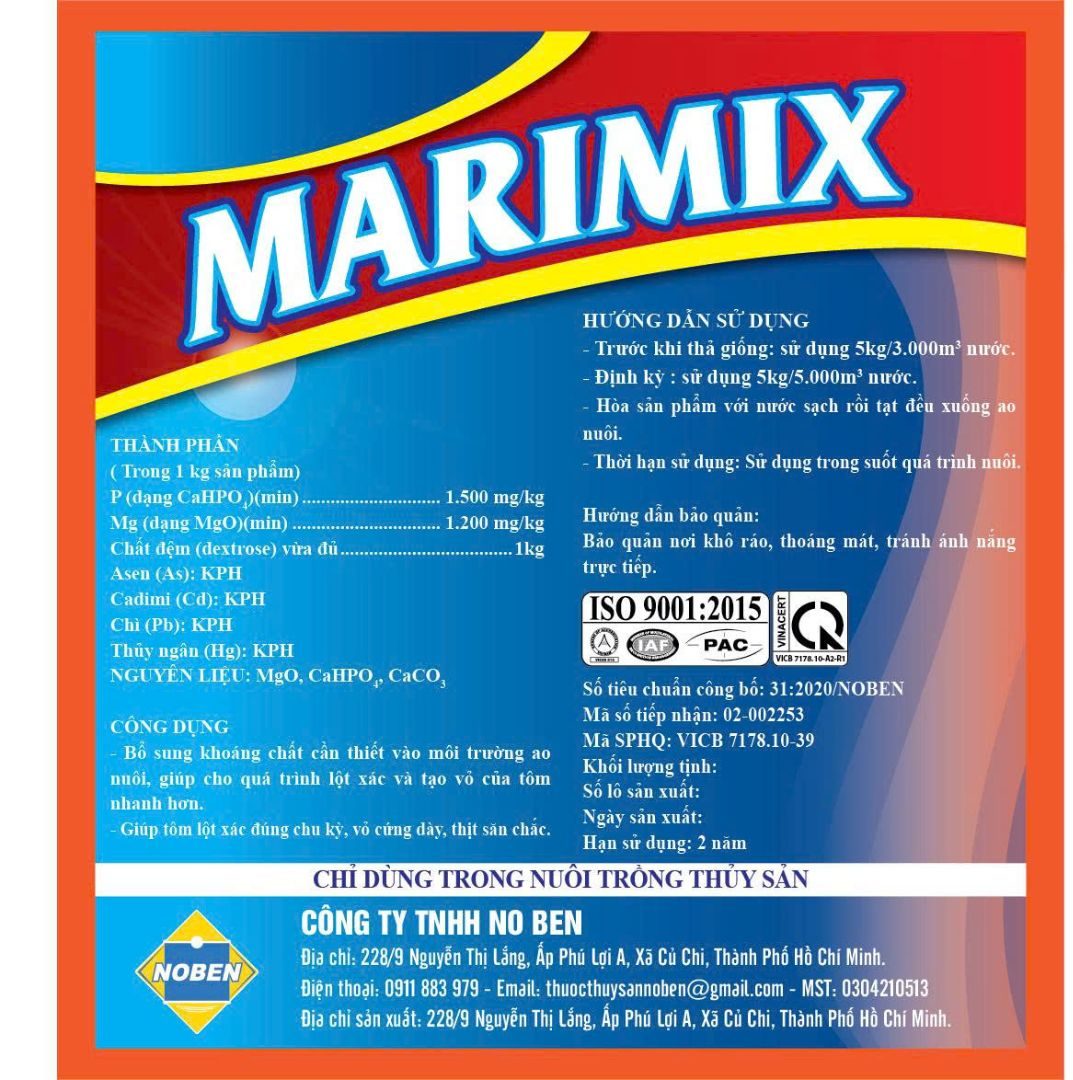 MARIMIX
THÀNH PHẦN
( Trong 1 kg sản phẩm)
P (dạng CaHPO₄)(min) ............................. 1.500 mg/kg
Mg (dạng MgO)(min) ............................... 1.200 mg/kg
Chất đệm (dextrose) vừa đủ.................................... 1kg
Asen (As): KPH
Cadimi (Cd): KPH
Chì (Pb): KPH
Thủy ngân (Hg): KPH
NGUYÊN LIỆU: MgO, CaHPO₄, CaCO₃
CÔNG DỤNG
- Bổ sung khoáng chất cần thiết vào môi trường ao
nuôi, giúp cho quá trình lột xác và tạo vỏ của tôm
nhanh hơn.
- Giúp tôm lột xác đúng chu kỳ, vỏ cứng dày, thịt săn chắc.
HƯỚNG DẪN SỬ DỤNG
- Trước khi thả giống: sử dụng 5kg/3.000m³ nước.
- Định kỳ : sử dụng 5kg/5.000m³ nước.
- Hòa sản phẩm với nước sạch rồi tạt đều xuống ao
nuôi.
- Thời hạn sử dụng: Sử dụng trong suốt quá trình nuôi.
Hướng dẫn bảo quản:
Bảo quản nơi khô ráo, thoáng mát, tránh ánh nắng
trực tiếp.
ISO 9001:2015
IAF
PAC
VINACERT
VICB 7178.10-A2-R1
Số tiêu chuẩn công bố: 31:2020/NOBEN
Mã số tiếp nhận: 02-002253
Mã SPHQ: VICB 7178.10-39
Khối lượng tịnh:
Số lô sản xuất:
Ngày sản xuất:
Hạn sử dụng: 2 năm
CHỈ DÙNG TRONG NUÔI TRỒNG THỦY SẢN
NOBEN
CÔNG TY TNHH NO BEN
Địa chỉ: 228/9 Nguyễn Thị Lắng, Ấp Phú Lợi A, Xã Củ Chi, Thành Phố Hồ Chí Minh.
Điện thoại: 0911 883 979 - Email: thuocthuysannoben@gmail.com - MST: 0304210513
Địa chỉ sản xuất: 228/9 Nguyễn Thị Lắng, Ấp Phú Lợi A, Xã Củ Chi, Thành Phố Hồ Chí Minh.